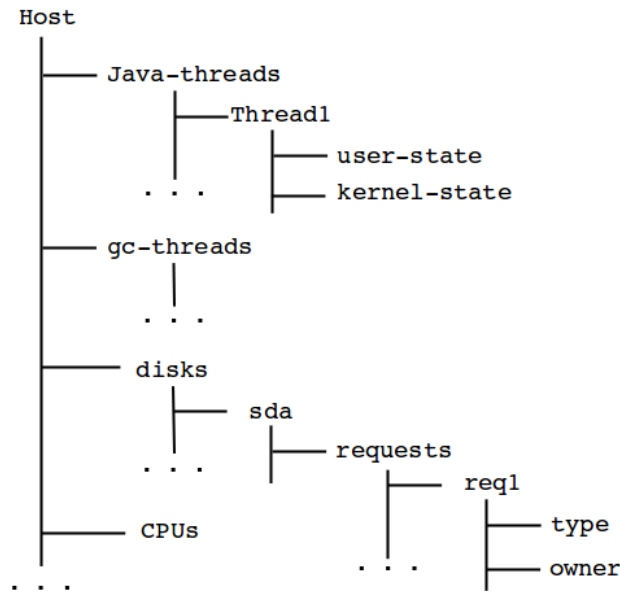 Host
Java-threads
Thread1
user-state
kernel-state
. . .
gc-threads
. . .
disks
sda
requests
. . .
req1
type
CPUs
owner
. . .
. . .